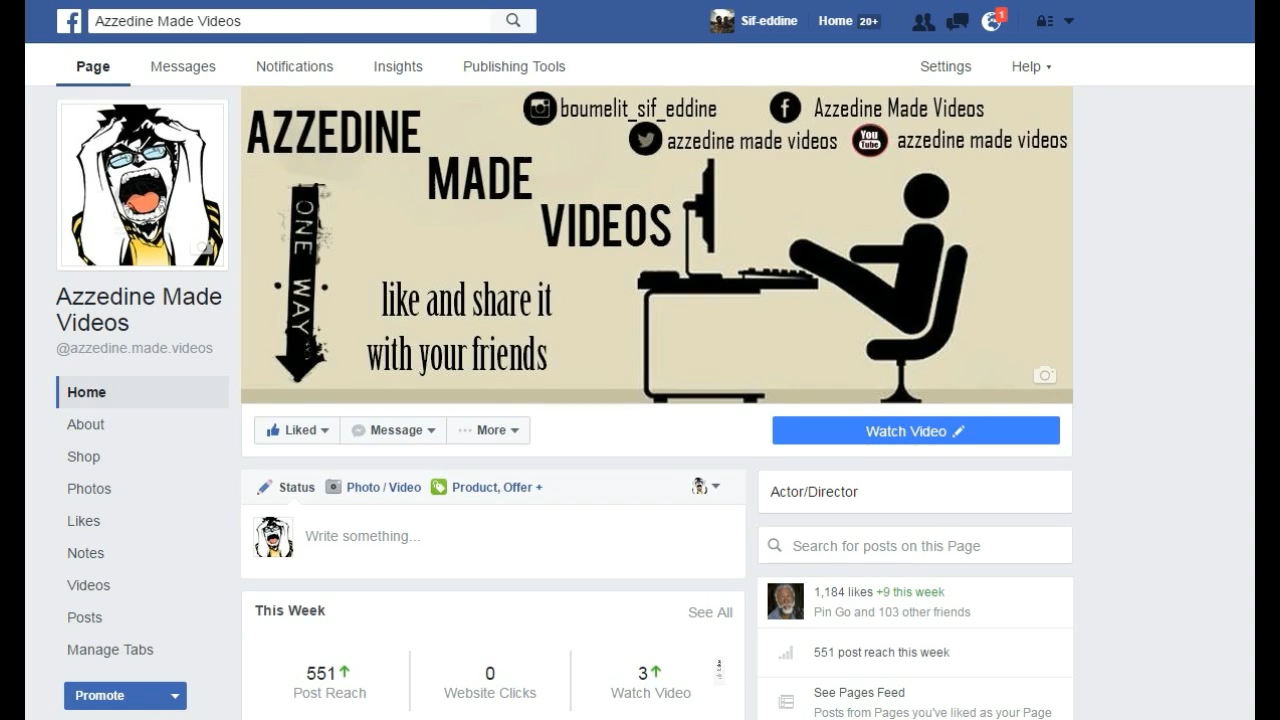 Azzedine Made Videos
Sif-eddine
Home 20+
1
Page
Messages
Notifications
Insights
Publishing Tools
Settings
Help
AZZEDINE
MADE
VIDEOS
boumelit_sif_eddine
Azzedine Made Videos
azzedine made videos
You Tube
azzedine made videos
ONE WAY
like and share it
with your friends
Azzedine Made
Videos
@azzedine.made.videos
Home
About
Shop
Photos
Likes
Notes
Videos
Posts
Manage Tabs
Promote
Liked
Message
More
Watch Video
Status
Photo / Video
Product, Offer +
Write something...
This Week
See All
551
Post Reach
0
Website Clicks
3
Watch Video
Actor/Director
Search for posts on this Page
1,184 likes +9 this week
Pin Go and 103 other friends
551 post reach this week
See Pages Feed
Posts from Pages you've liked as your Page